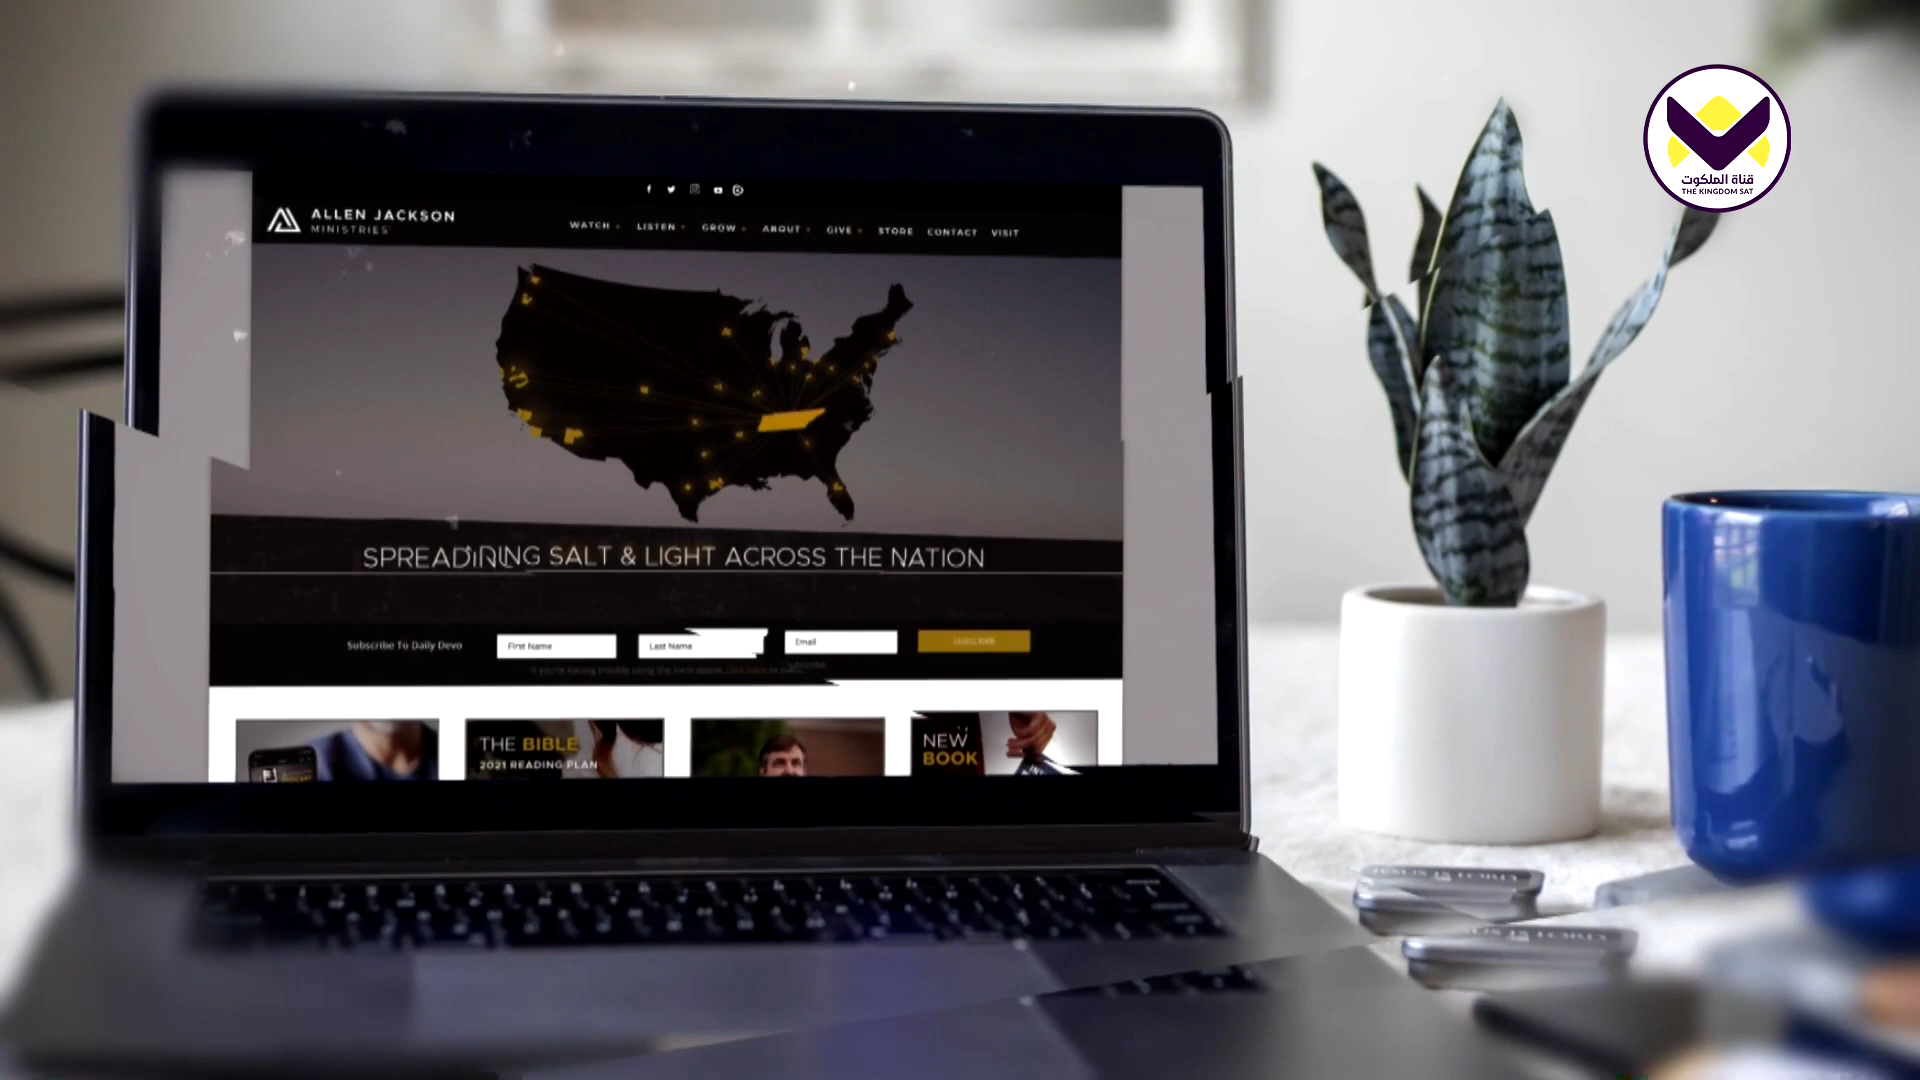 قناة الملكوت
THE KINGDOM SAT
ALLEN JACKSON
MINISTRIES
WATCH LISTEN GROW ABOUT GIVE STORE CONTACT VISIT
SPREADING SALT & LIGHT ACROSS THE NATION
Subscribe To Daily Devo
First Name
Last Name
Email
SUBSCRIBE
THE BIBLE
2021 READING PLAN
NEW
BOOK